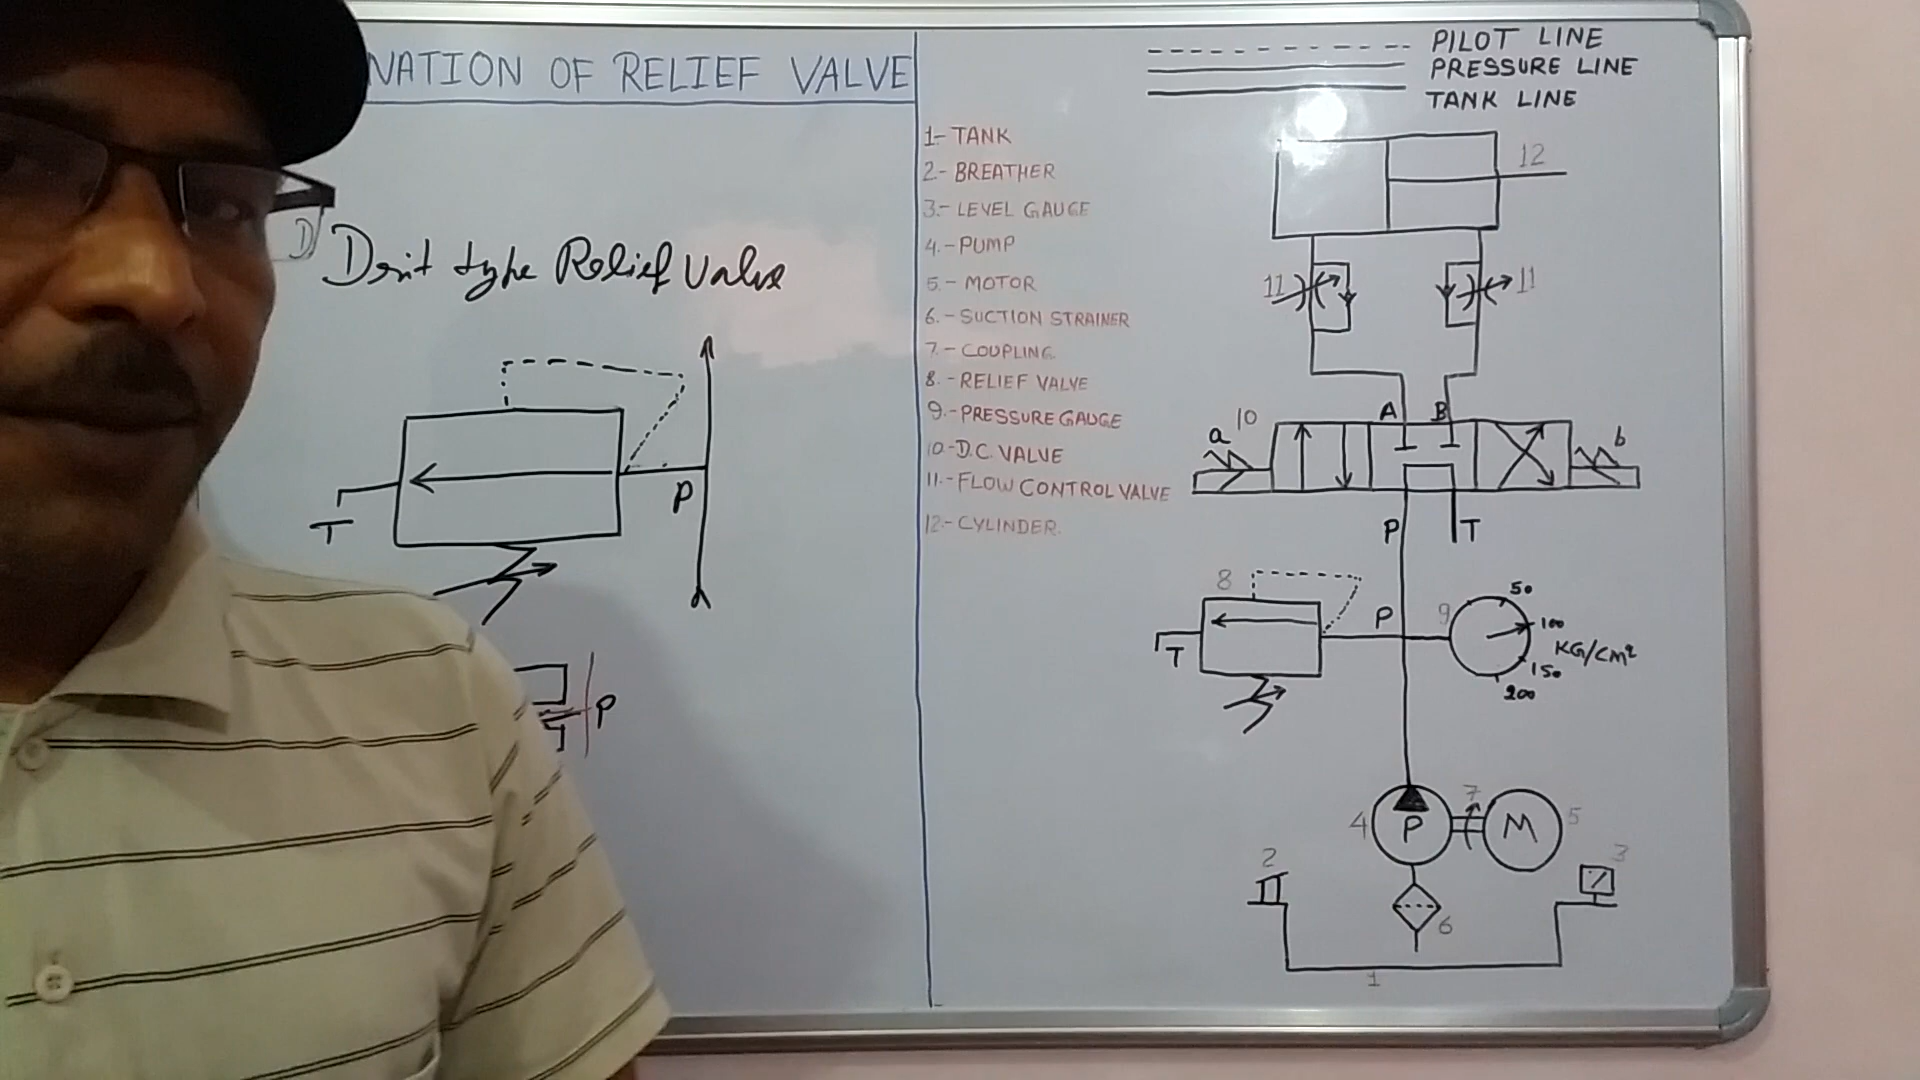 NATION OF RELIEF VALVE
D) Dirit type Relief Valve
P
T
P
PILOT LINE
PRESSURE LINE
TANK LINE
1- TANK
2- BREATHER
3- LEVEL GAUGE
4- PUMP
5- MOTOR
6- SUCTION STRAINER
7- COUPLING
8- RELIEF VALVE
9- PRESSURE GAUGE
10- D.C. VALVE
11- FLOW CONTROL VALVE
12- CYLINDER
12
11
11
A B
a 10
b
P T
8
P
T
9
50
100
KG/CM²
150
200
4 P 7 M 5
2
3
6
1